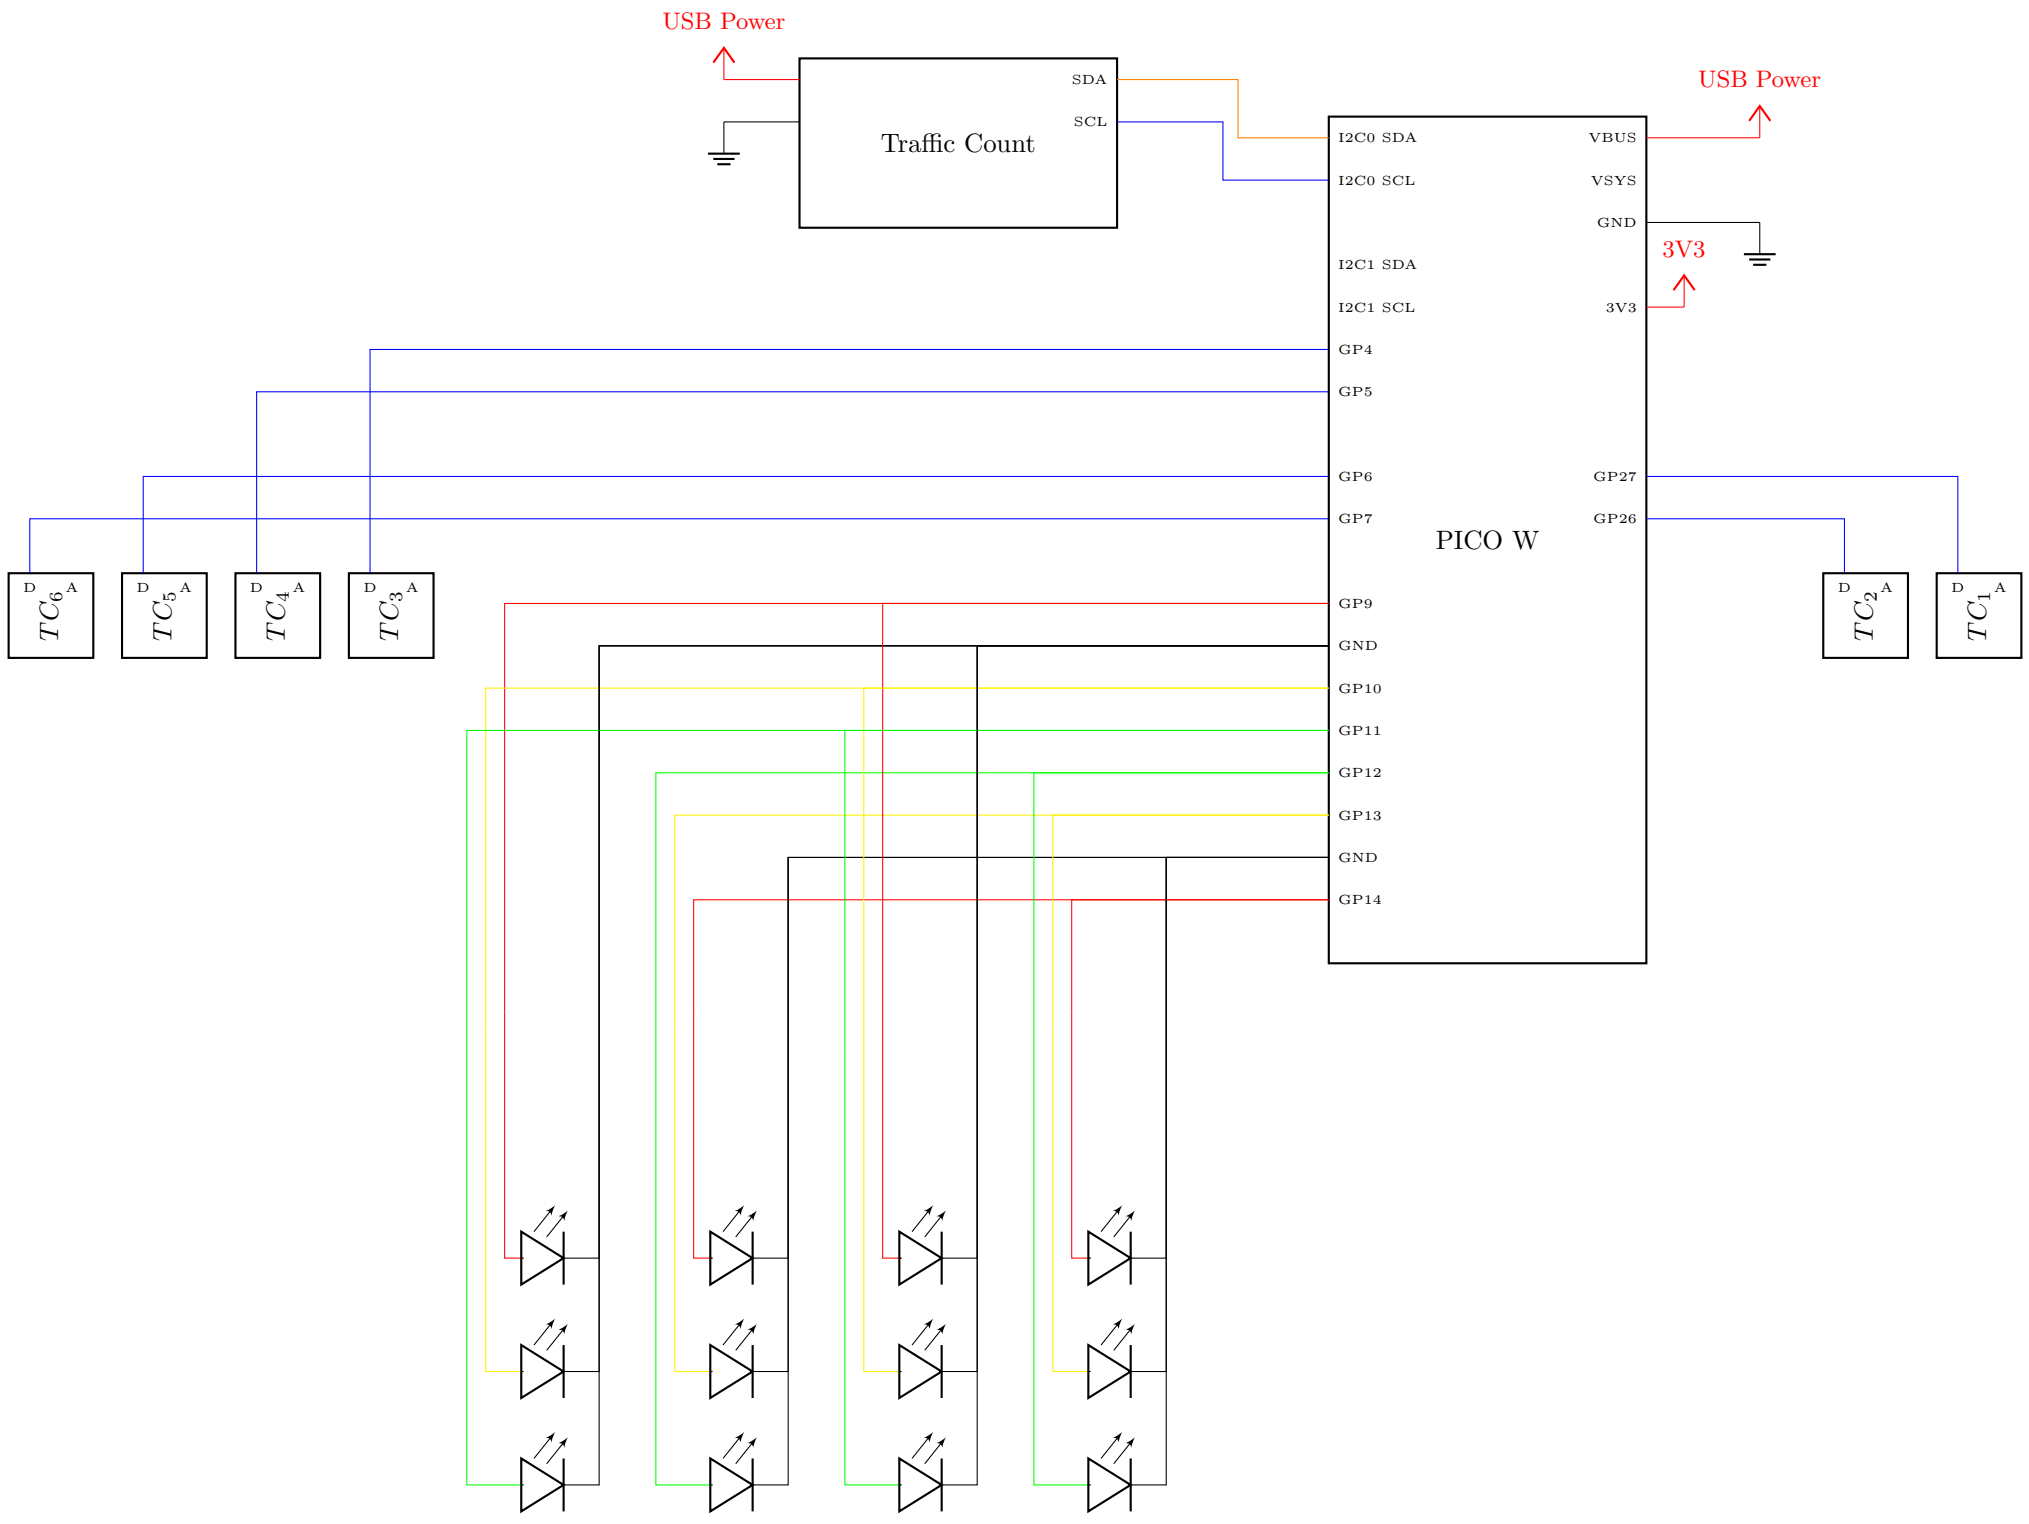 USB Power
SDA
SCL
Traffic Count
USB Power
I2C0 SDA
VBUS
I2C0 SCL
VSYS
GND
3V3
I2C1 SDA
I2C1 SCL
3V3
GP4
GP5
GP6
GP27
GP7
GP26
PICO W
D A
TC6
D A
TC5
D A
TC4
D A
TC3
D A
TC2
D A
TC1
GP9
GND
GP10
GP11
GP12
GP13
GND
GP14